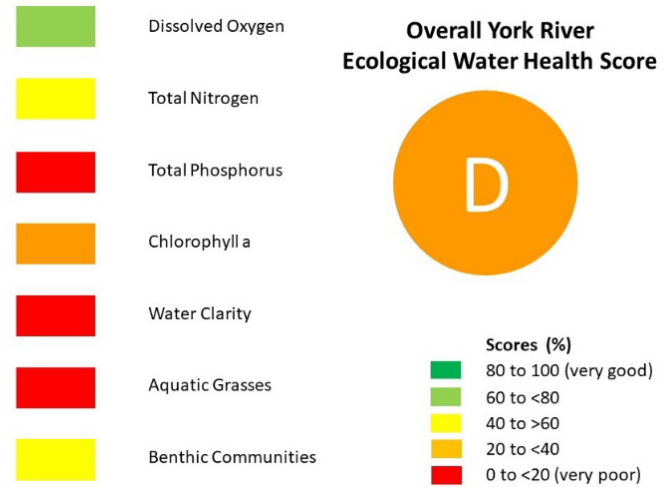 Dissolved Oxygen
Total Nitrogen
Total Phosphorus
Chlorophyll a
Water Clarity
Aquatic Grasses
Benthic Communities
Overall York River
Ecological Water Health Score
D
Scores (%)
80 to 100 (very good)
60 to <80
40 to >60
20 to <40
0 to <20 (very poor)